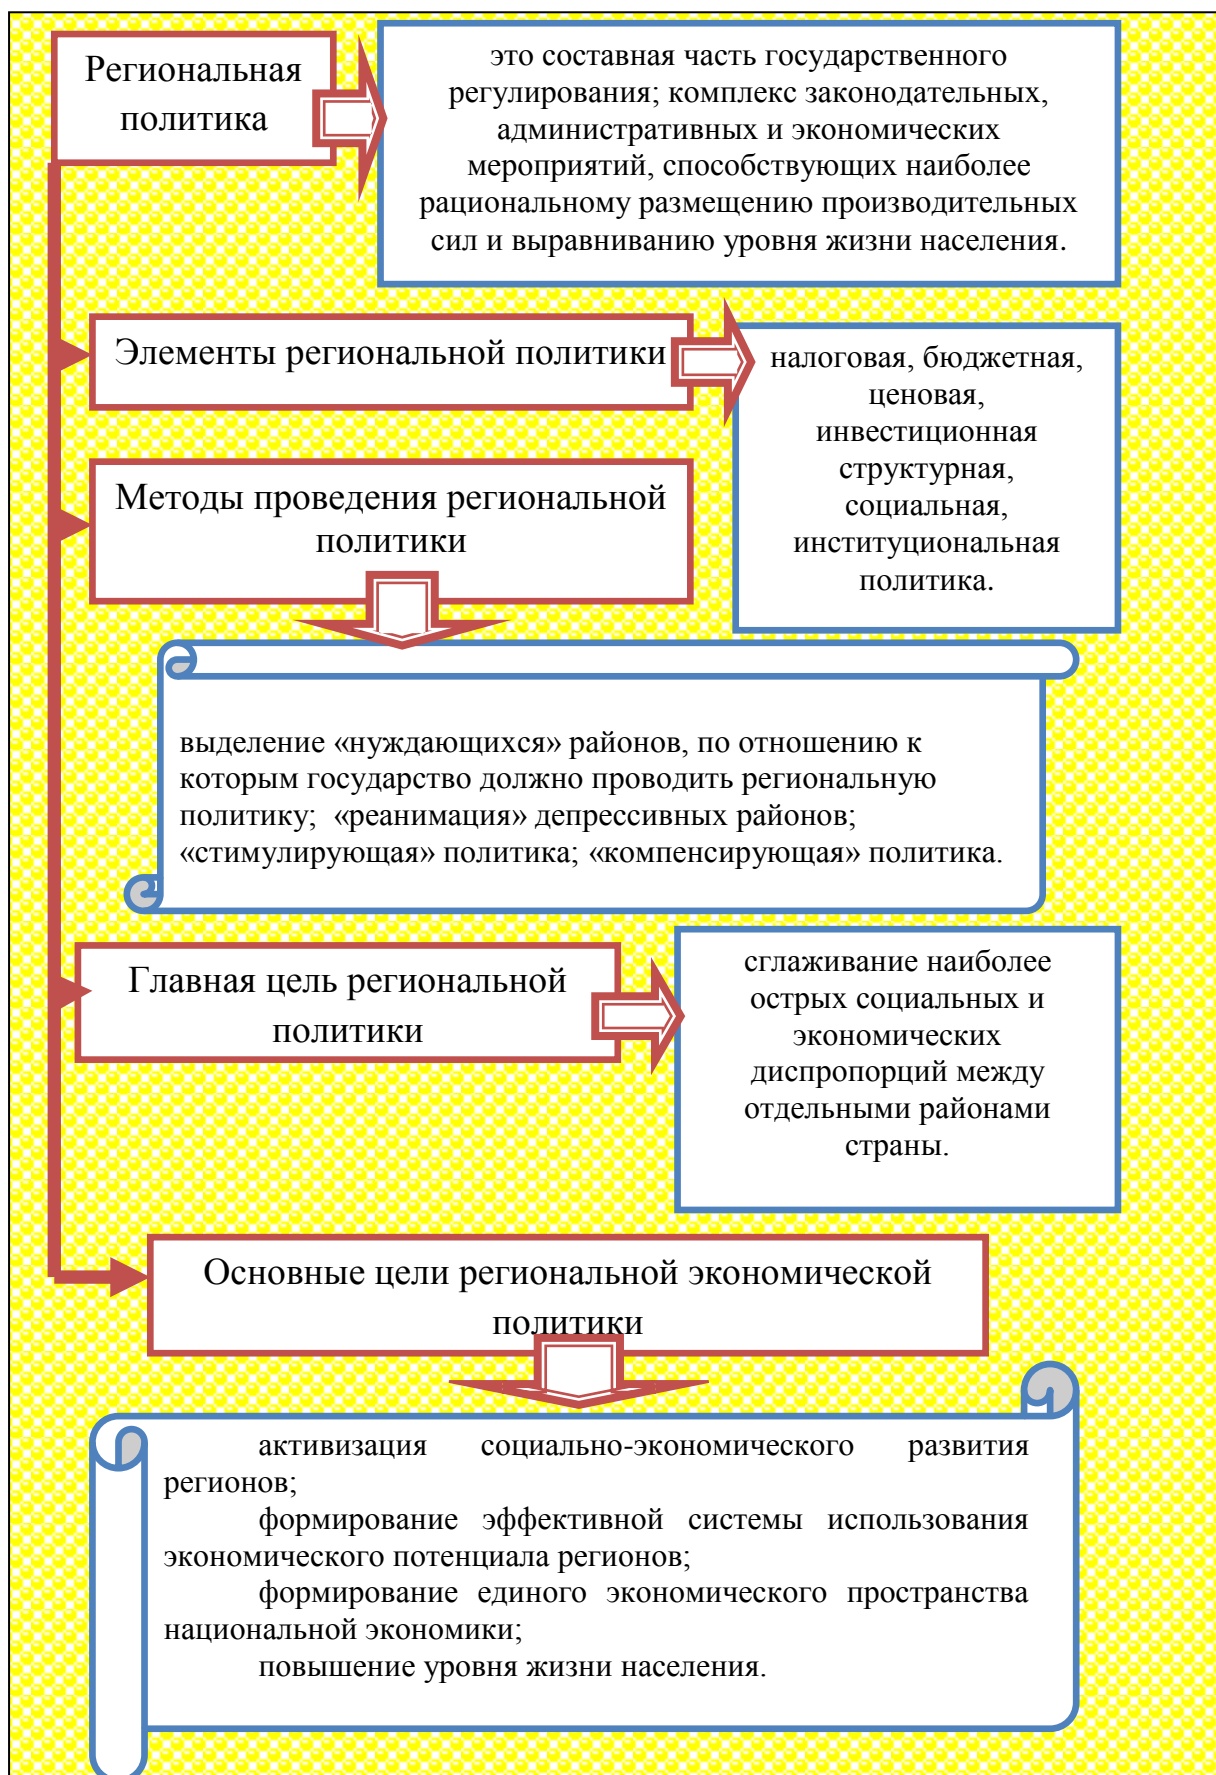 Региональная
политика
это составная часть государственного
регулирования; комплекс законодательных,
административных и экономических
мероприятий, способствующих наиболее
рациональному размещению производительных
сил и выравниванию уровня жизни населения.
Элементы региональной политики
налоговая, бюджетная,
ценовая,
инвестиционная
структурная,
социальная,
институциональная
политика.
Методы проведения региональной
политики
выделение «нуждающихся» районов, по отношению к
которым государство должно проводить региональную
политику;  «реанимация» депрессивных районов;
«стимулирующая» политика; «компенсирующая» политика.
Главная цель региональной
политики
сглаживание наиболее
острых социальных и
экономических
диспропорций между
отдельными районами
страны.
Основные цели региональной экономической
политики
активизация социально-экономического развития
регионов;
формирование эффективной системы использования
экономического потенциала регионов;
формирование единого экономического пространства
национальной экономики;
повышение уровня жизни населения.